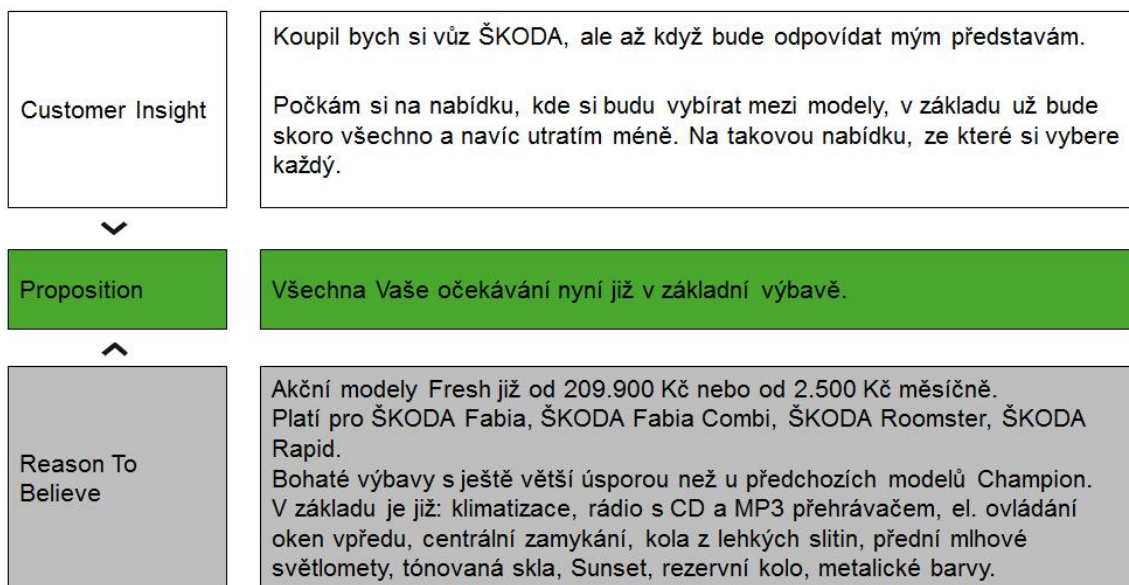 Customer Insight
Koupil bych si vůz ŠKODA, ale až když bude odpovídat mým představám.
Počkám si na nabídku, kde si budu vybírat mezi modely, v základu už bude
skoro všechno a navíc utratím méně. Na takovou nabídku, ze které si vybere
každý.
Proposition
Všechna Vaše očekávání nyní již v základní výbavě.
Reason To
Believe
Akční modely Fresh již od 209.900 Kč nebo od 2.500 Kč měsíčně.
Platí pro ŠKODA Fabia, ŠKODA Fabia Combi, ŠKODA Roomster, ŠKODA
Rapid.
Bohaté výbavy s ještě větší úsporou než u předchozích modelů Champion.
V základu je již: klimatizace, rádio s CD a MP3 přehrávačem, el. ovládání
oken vpředu, centrální zamykání, kola z lehkých slitin, přední mlhové
světlomety, tónovaná skla, Sunset, rezervní kolo, metalické barvy.